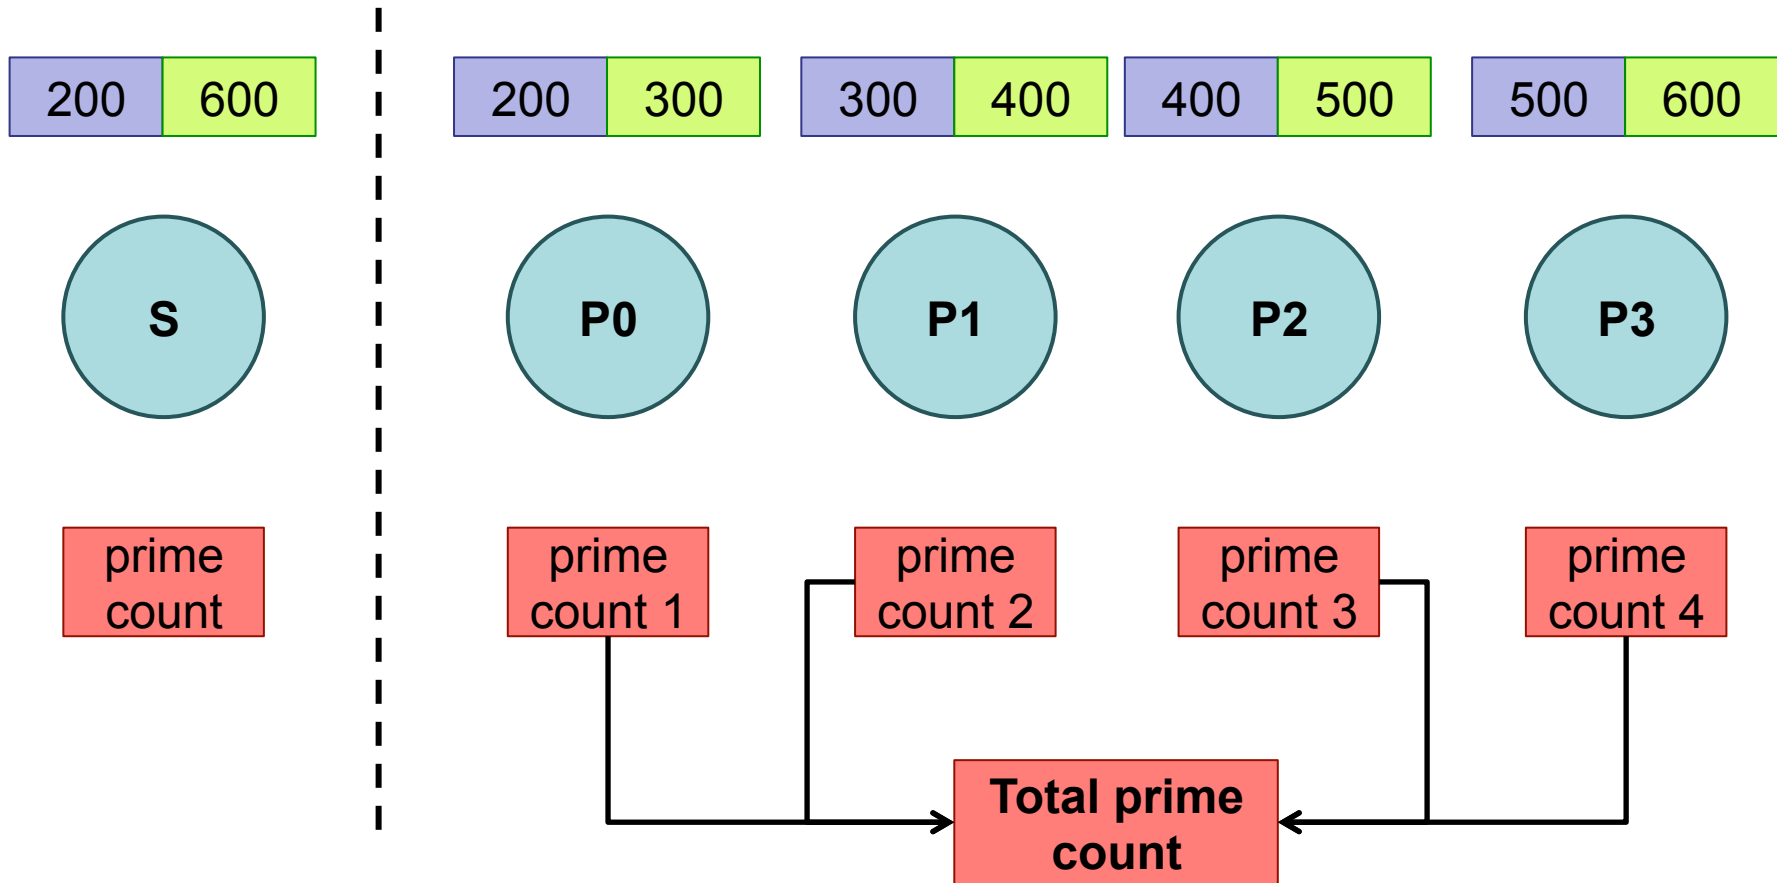 200 600 200 300 300 400 400 500 500 600
S P0 P1 P2 P3
prime prime prime prime prime
count count 1 count 2 count 3 count 4
Total prime
count